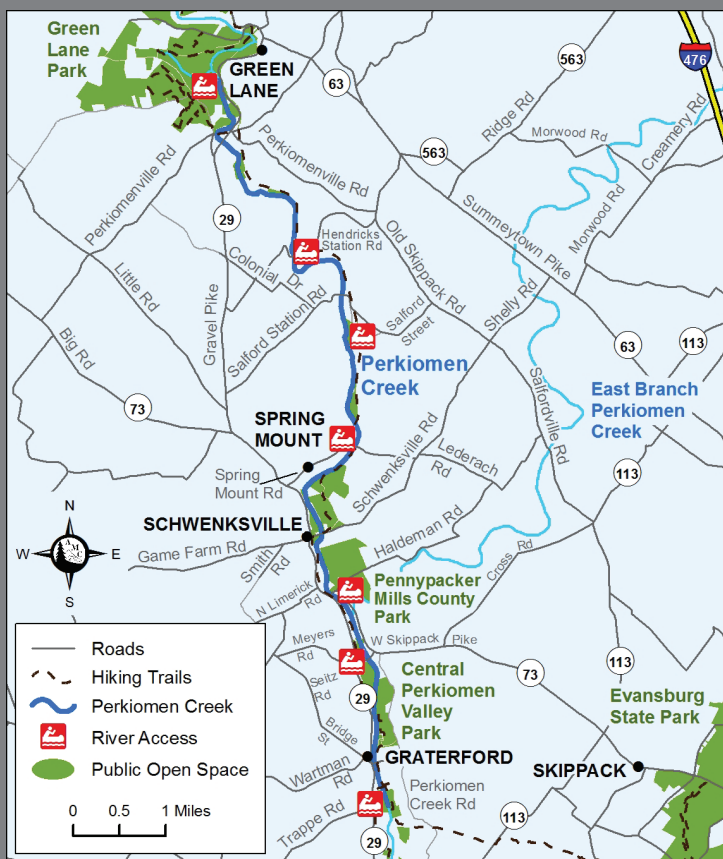 Green
Lane
Park
GREEN
LANE
63
563
476
563
Ridge Rd
Morwood Rd
Creamery Rd
Perkiomenville Rd
Perkiomenville Rd
29
Hendricks
Station Rd
Old Skippack Rd
Summeytown Pike
Morwood Rd
Colonial Dr
Little Rd
Gravel Pike
Salford Station Rd
Salford
Street
Shelly Rd
Big Rd
Perkiomen
Creek
63
113
73
Salfordville Rd
East Branch
Perkiomen
Creek
SPRING
MOUNT
Spring
Mount Rd
Schwenksville Rd
Lederach
Rd
113
N
W
E
S
AMC
SCHWENKSVILLE
Game Farm Rd
Smith
Rd
Haldeman Rd
Cross Rd
N Limerick
Rd
Pennypacker
Mills County
Park
Meyers
Rd
W Skippack Pike
Seitz
Rd
29
Central
Perkiomen
Valley
Park
73
113
Evansburg
State Park
Bridge
St
GRATERFORD
SKIPPACK
Wartman
Rd
Perkiomen
Creek Rd
Trappe Rd
113
29
Roads
Hiking Trails
Perkiomen Creek
River Access
Public Open Space
0 0.5 1 Miles